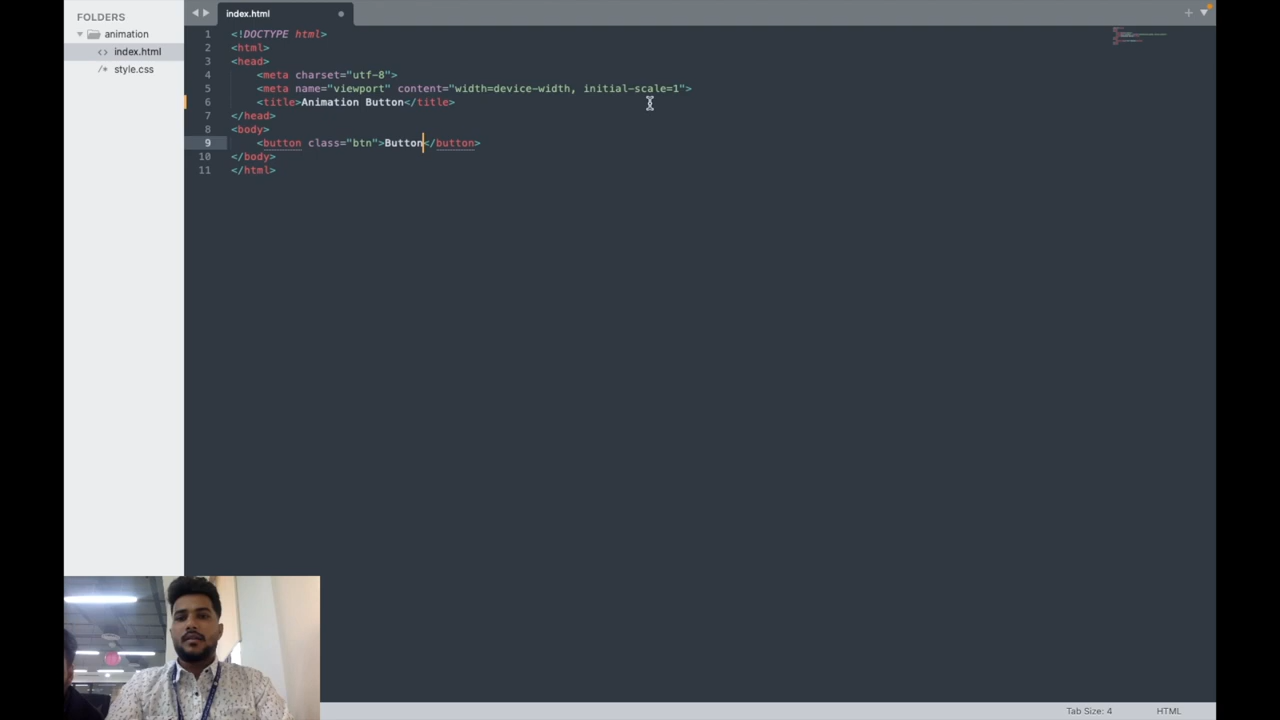 FOLDERS
animation
<> index.html
/* style.css
index.html
1 <!DOCTYPE html>
2 <html>
3 <head>
4 <meta charset="utf-8">
5 <meta name="viewport" content="width=device-width, initial-scale=1">
6 <title>Animation Button</title>
7 </head>
8 <body>
9 <button class="btn">Button</button>
10 </body>
11 </html>
Tab Size: 4
HTML